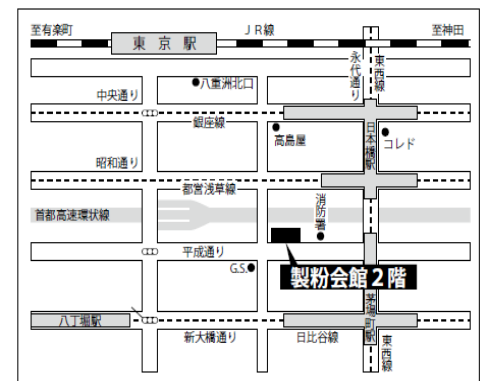 至有楽町
JR線
至神田
東京駅
永代通り
東西線
●八重洲北口
中央通り
銀座線
高島屋
日本橋駅
コレド
昭和通り
都営浅草線
消防署
首都高速環状線
平成通り
G.S.●
製粉会館2階
八丁堀駅
茅場町駅
新大橋通り
日比谷線
東西線